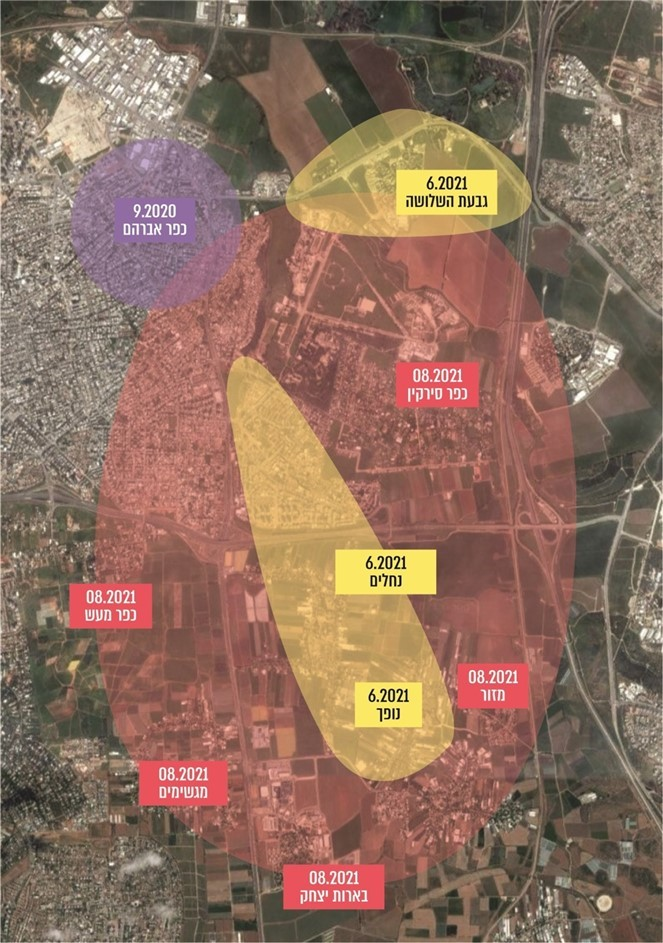 6.2021
גבעת השלושה
9.2020
כפר אברהם
08.2021
כפר סירקין
6.2021
נחלים
08.2021
כפר מעש
08.2021
מזור
6.2021
נופך
08.2021
מגשימים
08.2021
בארות יצחק